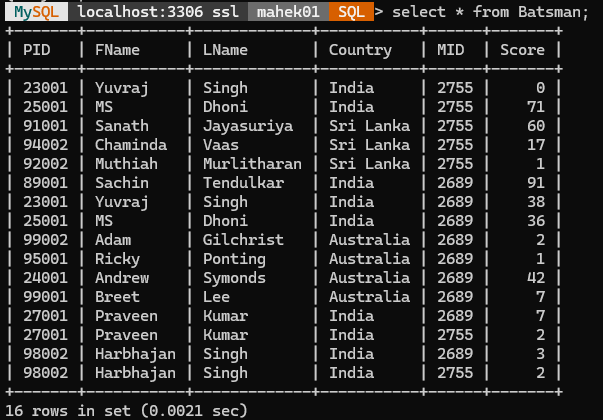 MySQL localhost:3306 ssl mahek01 SQL > select * from Batsman;
+-------+-----------+-------------+-----------+------+-------+
| PID   | FName     | LName       | Country   | MID  | Score |
+-------+-----------+-------------+-----------+------+-------+
| 23001 | Yuvraj    | Singh       | India     | 2755 |     0 |
| 25001 | MS        | Dhoni       | India     | 2755 |    71 |
| 91001 | Sanath    | Jayasuriya  | Sri Lanka | 2755 |    60 |
| 94002 | Chaminda  | Vaas        | Sri Lanka | 2755 |    17 |
| 92002 | Muthiah   | Murlitharan | Sri Lanka | 2755 |     1 |
| 89001 | Sachin    | Tendulkar   | India     | 2689 |    91 |
| 23001 | Yuvraj    | Singh       | India     | 2689 |    38 |
| 25001 | MS        | Dhoni       | India     | 2689 |    36 |
| 99002 | Adam      | Gilchrist   | Australia | 2689 |     2 |
| 95001 | Ricky     | Ponting     | Australia | 2689 |     1 |
| 24001 | Andrew    | Symonds     | Australia | 2689 |    42 |
| 99001 | Breet     | Lee         | Australia | 2689 |     7 |
| 27001 | Praveen   | Kumar       | India     | 2689 |     7 |
| 27001 | Praveen   | Kumar       | India     | 2755 |     2 |
| 98002 | Harbhajan | Singh       | India     | 2689 |     3 |
| 98002 | Harbhajan | Singh       | India     | 2755 |     2 |
+-------+-----------+-------------+-----------+------+-------+
16 rows in set (0.0021 sec)